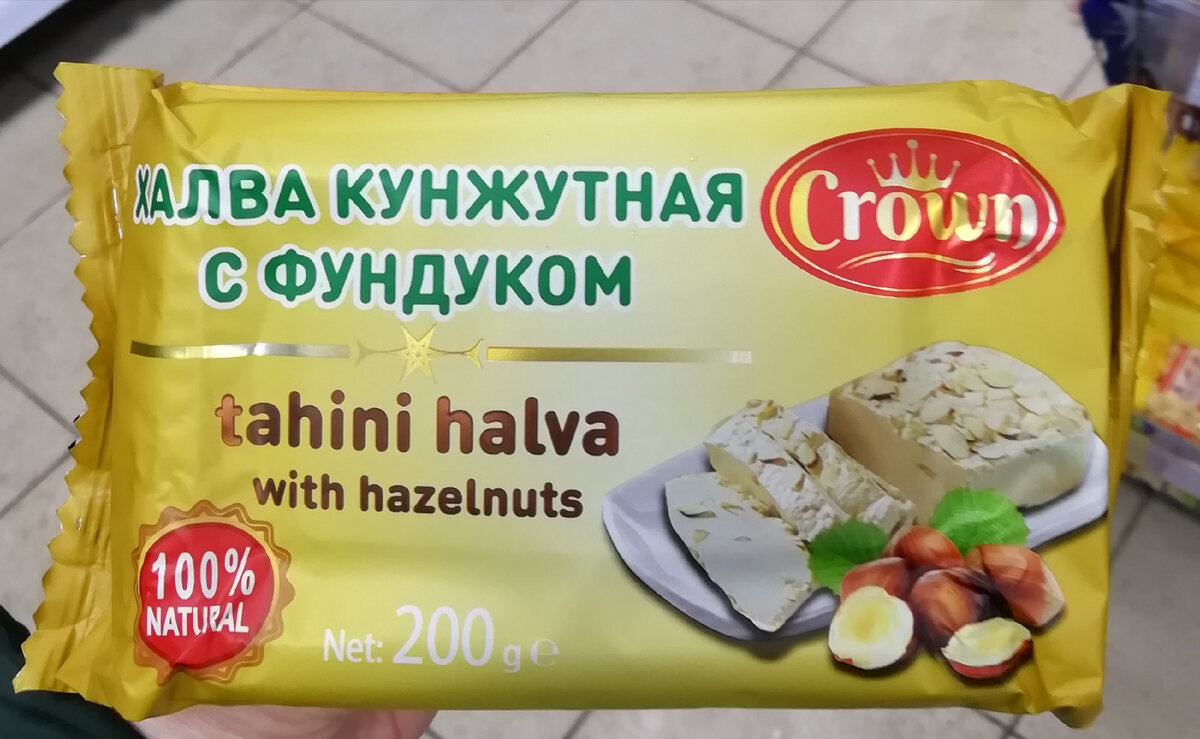 ХАЛВА КУНЖУТНАЯ
С ФУНДУКОМ
Crown
tahini halva
with hazelnuts
100%
NATURAL
Net: 200 g e